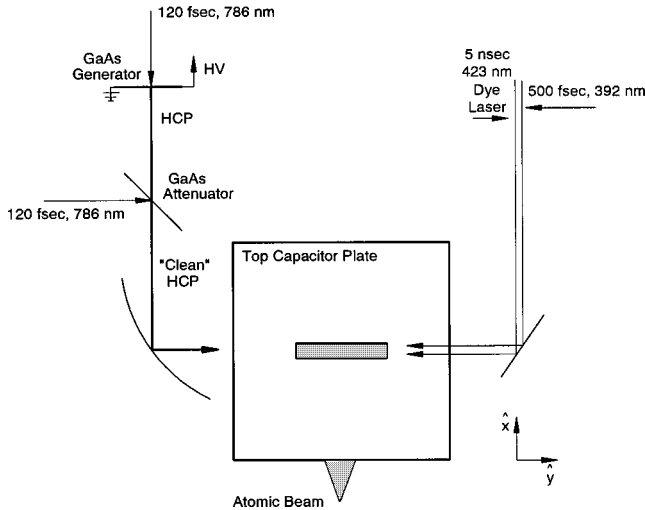 120 fsec, 786 nm
GaAs
Generator
HV
HCP
5 nsec
423 nm
Dye
Laser
500 fsec, 392 nm
GaAs
Attenuator
120 fsec, 786 nm
"Clean"
HCP
Top Capacitor Plate
x̂
ŷ
Atomic Beam